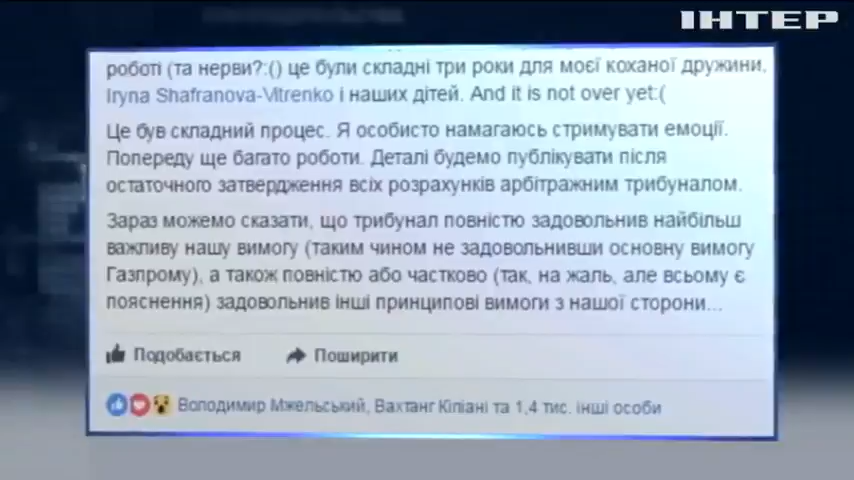 ІНТЕР
роботі (та нерви?:() це були складні три роки для моєї коханої дружини,
Iryna Shafranova-Vitrenko і наших дітей. And it is not over yet:(
Це був складний процес. Я особисто намагаюсь стримувати емоції.
Попереду ще багато роботи. Деталі будемо публікувати після
остаточного затвердження всіх розрахунків арбітражним трибуналом.
Зараз можемо сказати, що трибунал повністю задовольнив найбільш
важливу нашу вимогу (таким чином не задовольнивши основну вимогу
Газпрому), а також повністю або частково (так, на жаль, але всьому є
пояснення) задовольнив інші принципові вимоги з нашої сторони...
Подобається Поширити
Володимир Мжельський, Вахтанг Кіпіані та 1,4 тис. інші особи